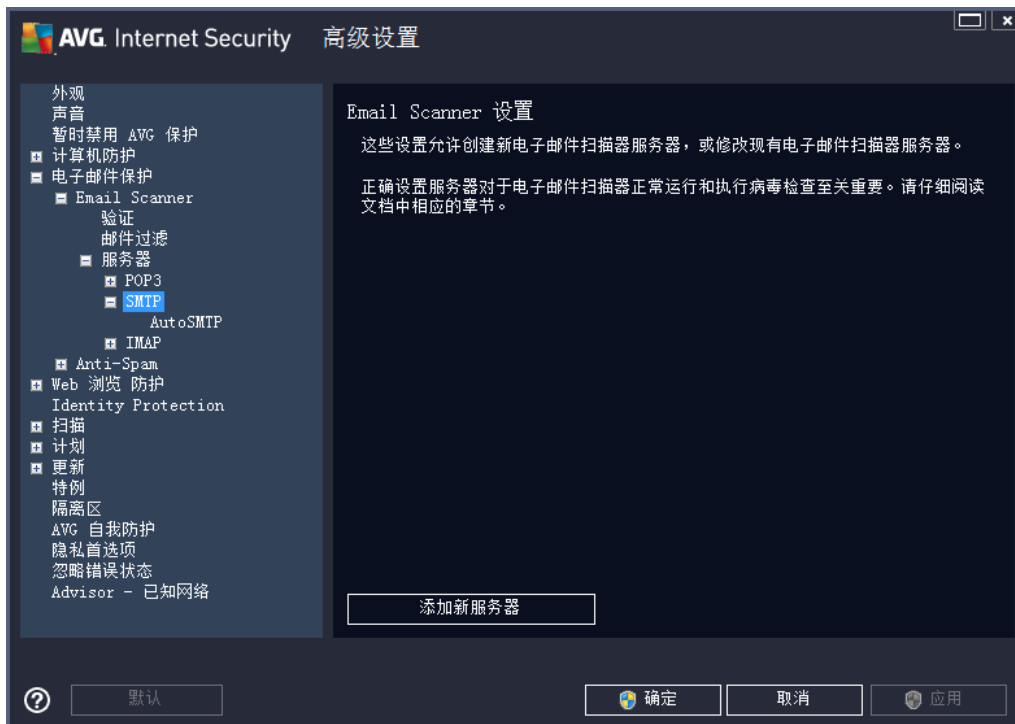 AVG. Internet Security 高级设置
外观
声音
暂时禁用 AVG 保护
计算机防护
电子邮件保护
Email Scanner
验证
邮件过滤
服务器
POP3
SMTP
AutoSMTP
IMAP
Anti-Spam
Web 浏览 防护
Identity Protection
扫描
计划
更新
特例
隔离区
AVG 自我防护
隐私首选项
忽略错误状态
Advisor - 已知网络
Email Scanner 设置
这些设置允许创建新电子邮件扫描器服务器，或修改现有电子邮件扫描器服务器。
正确设置服务器对于电子邮件扫描器正常运行和执行病毒检查至关重要。请仔细阅读
文档中相应的章节。
添加新服务器
默认
确定
取消
应用